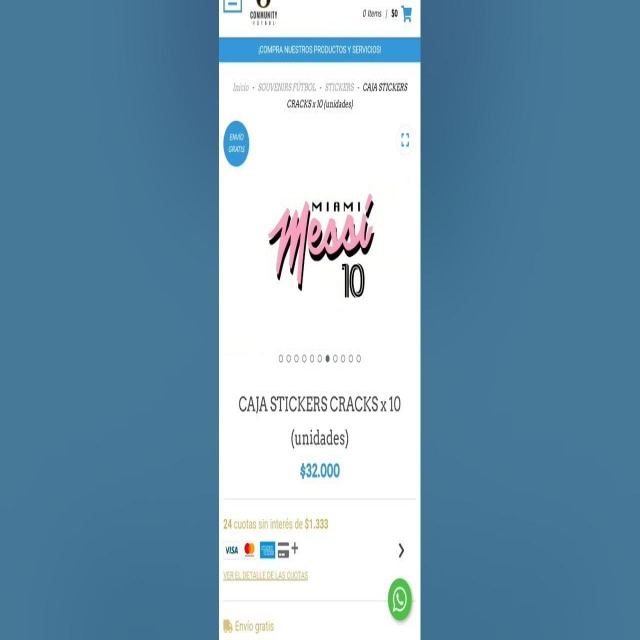 COMMUNITY
FUTBOL
0 Items | $0
¡COMPRA NUESTROS PRODUCTOS Y SERVICIOS!
Inicio - SOUVENIRS FÚTBOL - STICKERS - CAJA STICKERS
CRACKS x 10 (unidades)
ENVÍO
GRATIS
MIAMI
Messi
10
CAJA STICKERS CRACKS x 10
(unidades)
$32.000
24 cuotas sin interés de $1.333
VISA
VER EL DETALLE DE LAS CUOTAS
Envío gratis